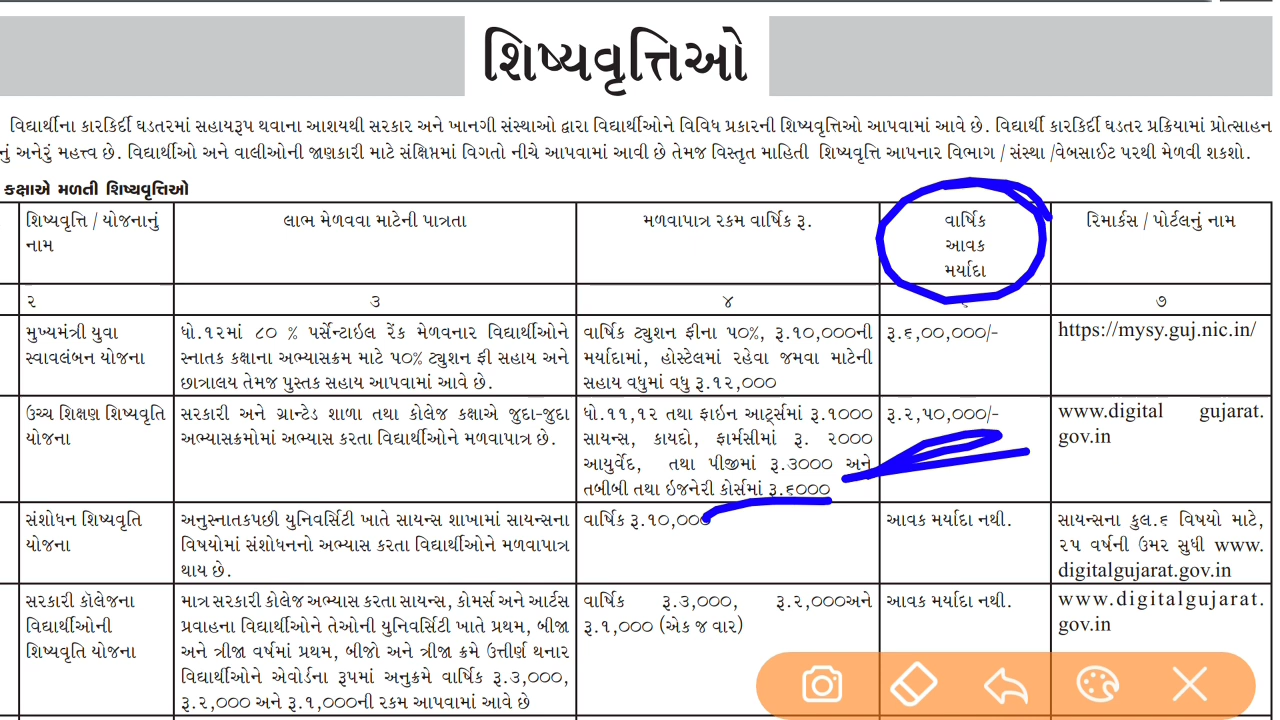 શિષ્યવૃત્તિઓ
વિદ્યાર્થીના કારકિર્દી ઘડતરમાં સહાયરૂપ થવાના આશયથી સરકાર અને ખાનગી સંસ્થાઓ દ્વારા વિદ્યાર્થીઓને વિવિધ પ્રકારની શિષ્યવૃત્તિઓ આપવામાં આવે છે. વિદ્યાર્થી કારકિર્દી ઘડતર પ્રક્રિયામાં પ્રોત્સાહન
નું અનેરું મહત્ત્વ છે. વિદ્યાર્થીઓ અને વાલીઓની જાણકારી માટે સંક્ષિપ્તમાં વિગતો નીચે આપવામાં આવી છે તેમજ વિસ્તૃત માહિતી શિષ્યવૃત્તિ આપનાર વિભાગ / સંસ્થા /વેબસાઈટ પરથી મેળવી શકશો.
કક્ષાએ મળતી શિષ્યવૃત્તિઓ
શિષ્યવૃત્તિ / યોજનાનું
નામ
લાભ મેળવવા માટેની પાત્રતા
મળવાપાત્ર રકમ વાર્ષિક રૂ.
વાર્ષિક
આવક
મર્યાદા
રિમાર્કસ / પોર્ટલનું નામ
૨
૩
૪
૭
મુખ્યમંત્રી યુવા
સ્વાવલંબન યોજના
ધો.૧૨માં ૮૦ % પર્સેન્ટાઇલ રેંક મેળવનાર વિદ્યાર્થીઓને
સ્નાતક કક્ષાના અભ્યાસક્રમ માટે ૫૦% ટ્યુશન ફી સહાય અને
છાત્રાલય તેમજ પુસ્તક સહાય આપવામાં આવે છે.
વાર્ષિક ટ્યુશન ફીના ૫૦%, રૂ.૧૦,૦૦૦ની
મર્યાદામાં, હોસ્ટેલમાં રહેવા જમવા માટેની
સહાય વધુમાં વધુ રૂ.૧૨,૦૦૦
રૂ.૬,૦૦,૦૦૦/-
https://mysy.guj.nic.in/
ઉચ્ચ શિક્ષણ શિષ્યવૃતિ
યોજના
સરકારી અને ગ્રાન્ટેડ શાળા તથા કોલેજ કક્ષાએ જુદા-જુદા
અભ્યાસક્રમોમાં અભ્યાસ કરતા વિદ્યાર્થીઓને મળવાપાત્ર છે.
ધો.૧૧,૧૨ તથા ફાઇન આર્ટ્સમાં રૂ.૧૦૦૦
સાયન્સ, કાયદો, ફાર્મસીમાં રૂ. ૨૦૦૦
આયુર્વેદ, તથા પીજીમાં રૂ.૩૦૦૦ અને
તબીબી તથા ઇજનેરી કોર્સમાં રૂ.૬૦૦૦
રૂ.૨,૫૦,૦૦૦/-
www.digital gujarat.
gov.in
સંશોધન શિષ્યવૃતિ
યોજના
અનુસ્નાતકપછી યુનિવર્સિટી ખાતે સાયન્સ શાખામાં સાયન્સના
વિષયોમાં સંશોધનનો અભ્યાસ કરતા વિદ્યાર્થીઓને મળવાપાત્ર
થાય છે.
વાર્ષિક રૂ.૧૦,૦૦૦
આવક મર્યાદા નથી.
સાયન્સના કુલ.૬ વિષયો માટે,
૨૫ વર્ષની ઉમર સુધી www.
digitalgujarat.gov.in
સરકારી કૉલેજના
વિદ્યાર્થીઓની
શિષ્યવૃતિ યોજના
માત્ર સરકારી કોલેજ અભ્યાસ કરતા સાયન્સ, કોમર્સ અને આર્ટસ
પ્રવાહના વિદ્યાર્થીઓને તેઓની યુનિવર્સિટી ખાતે પ્રથમ, બીજા
અને ત્રીજા વર્ષમાં પ્રથમ, બીજો અને ત્રીજા ક્રમે ઉત્તીર્ણ થનાર
વિદ્યાર્થીઓને એવોર્ડના રૂપમાં અનુક્રમે વાર્ષિક રૂ.૩,૦૦૦,
રૂ.૨,૦૦૦ અને રૂ.૧,૦૦૦ની રકમ આપવામાં આવે છે
વાર્ષિક રૂ.૩,૦૦૦, રૂ.૨,૦૦૦અને
રૂ.૧,૦૦૦ (એક જ વાર)
આવક મર્યાદા નથી.
www.digitalgujarat.
gov.in